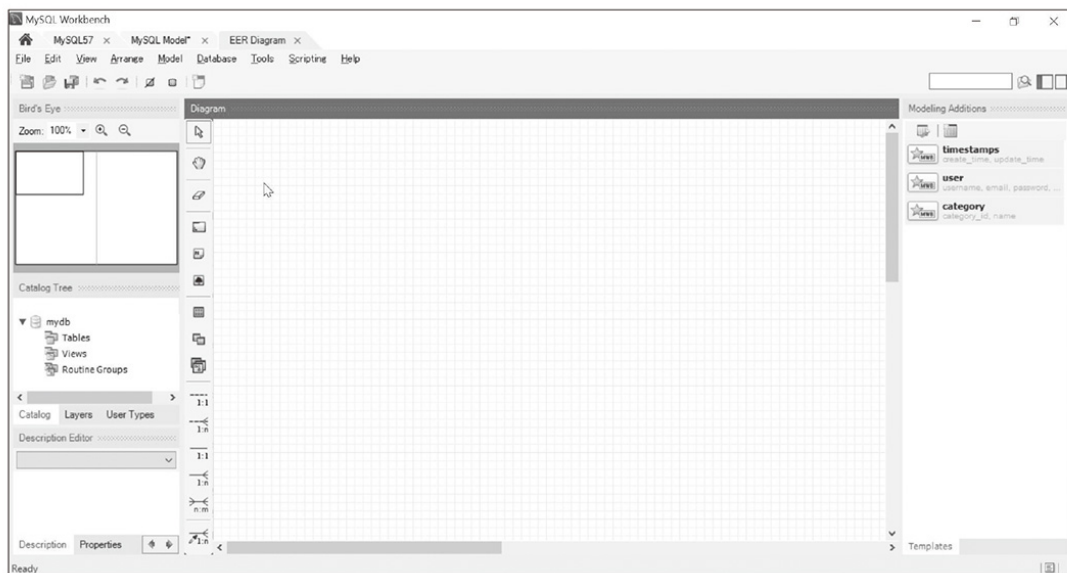 MySQL Workbench
MySQL57 × MySQL Model* × EER Diagram ×
File Edit View Arrange Model Database Tools Scripting Help
Bird's Eye
Diagram
Modeling Additions
Zoom: 100%
timestamps
create_time, update_time
user
username, email, password, ...
category
category_id, name
Catalog Tree
mydb
Tables
Views
Routine Groups
Catalog Layers User Types
Description Editor
1:1
1:n
1:1
1:n
n:m
1:n
Description Properties
Templates
Ready